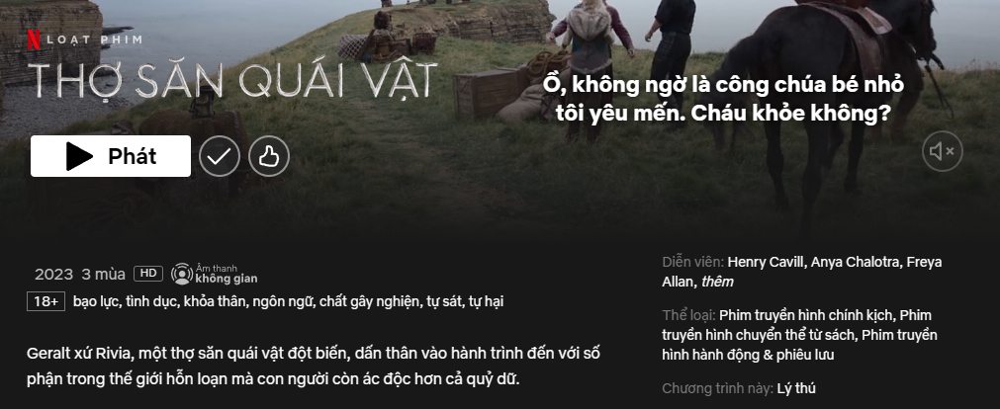 N LOẠT PHIM
THỢ SĂN QUÁI VẬT
Ồ, không ngờ là công chúa bé nhỏ
tôi yêu mến. Cháu khỏe không?
Phát
2023 3 mùa HD Âm thanh không gian
18+ bạo lực, tình dục, khỏa thân, ngôn ngữ, chất gây nghiện, tự sát, tự hại
Geralt xứ Rivia, một thợ săn quái vật đột biến, dấn thân vào hành trình đến với số
phận trong thế giới hỗn loạn mà con người còn ác độc hơn cả quỷ dữ.
Diễn viên: Henry Cavill, Anya Chalotra, Freya
Allan, thêm
Thể loại: Phim truyền hình chính kịch, Phim
truyền hình chuyển thể từ sách, Phim truyền
hình hành động & phiêu lưu
Chương trình này: Lý thú